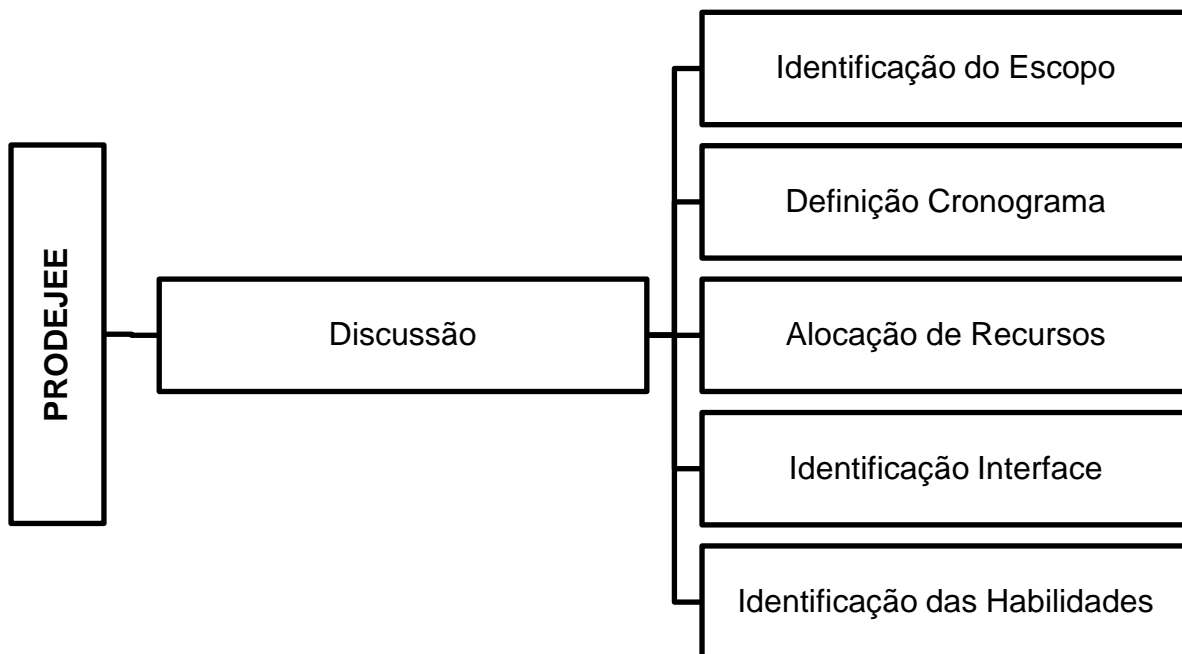 PRODEJEE
Discussão
Identificação do Escopo
Definição Cronograma
Alocação de Recursos
Identificação Interface
Identificação das Habilidades